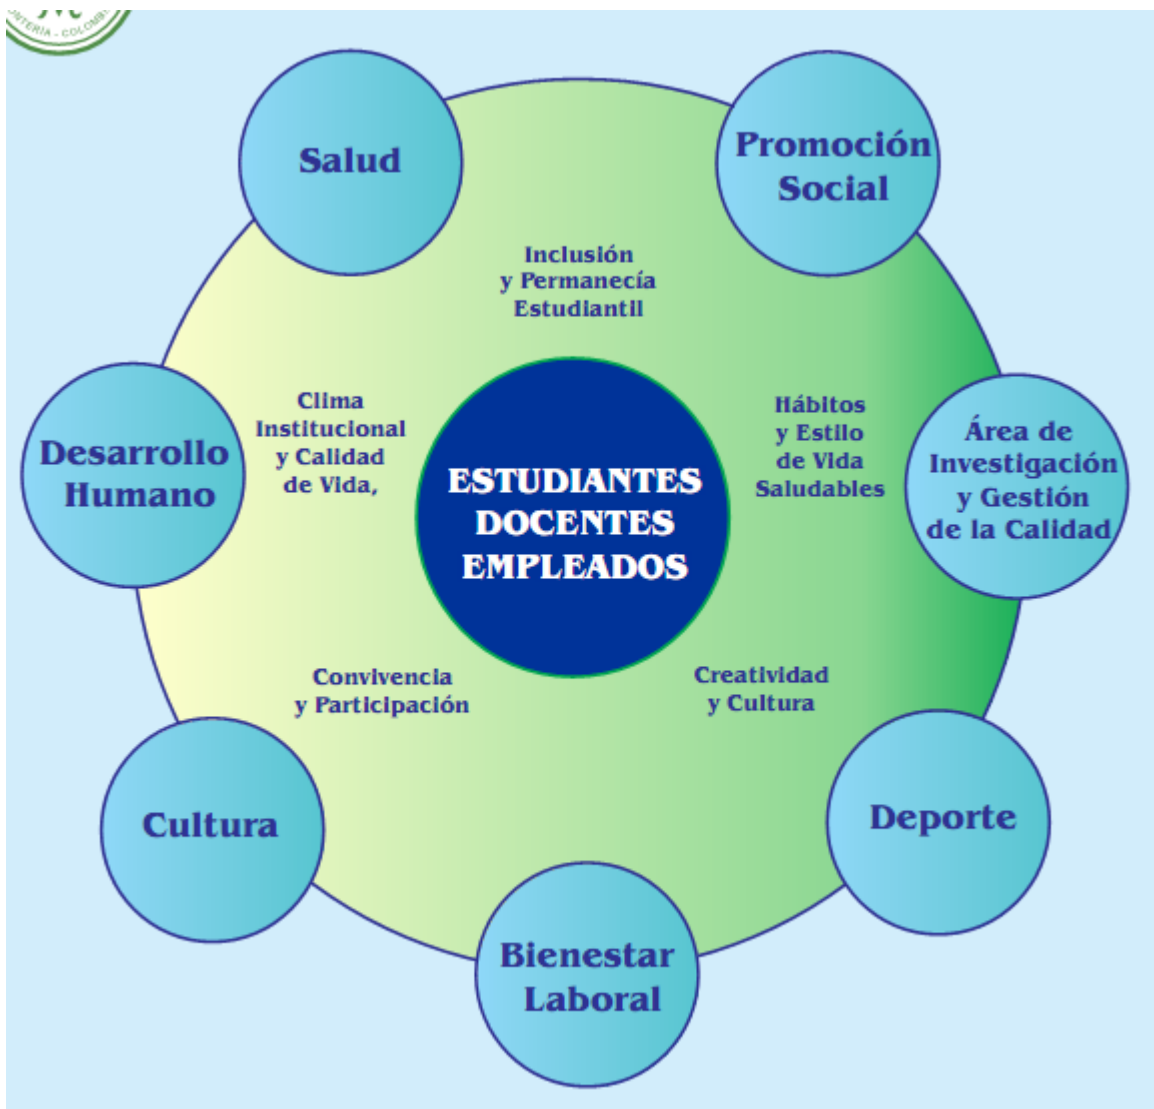 Salud
Promoción
Social
Inclusión
y Permanecía
Estudiantil
Clima
Institucional
y Calidad
de Vida,
Hábitos
y Estilo
de Vida
Saludables
Desarrollo
Humano
ESTUDIANTES
DOCENTES
EMPLEADOS
Área de
Investigación
y Gestión
de la Calidad
Convivencia
y Participación
Creatividad
y Cultura
Cultura
Deporte
Bienestar
Laboral